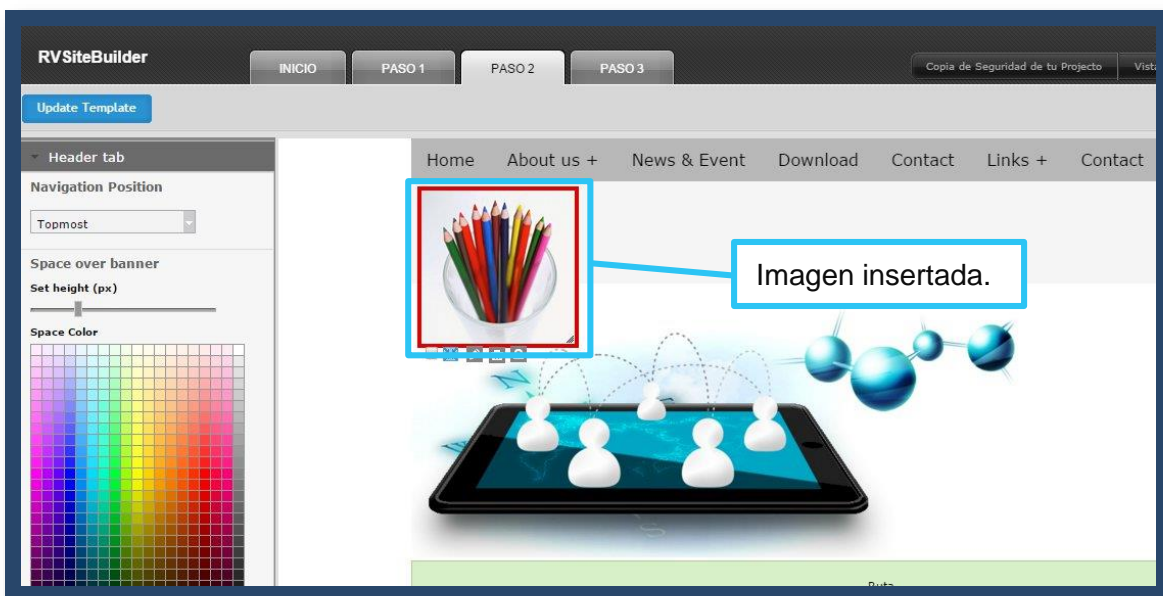 RVSiteBuilder
INICIO PASO 1 PASO 2 PASO 3
Copia de Seguridad de tu Projecto Vista
Update Template
Header tab
Home About us + News & Event Download Contact Links + Contact
Navigation Position
Topmost
Space over banner
Set height (px)
Space Color
Imagen insertada.
N